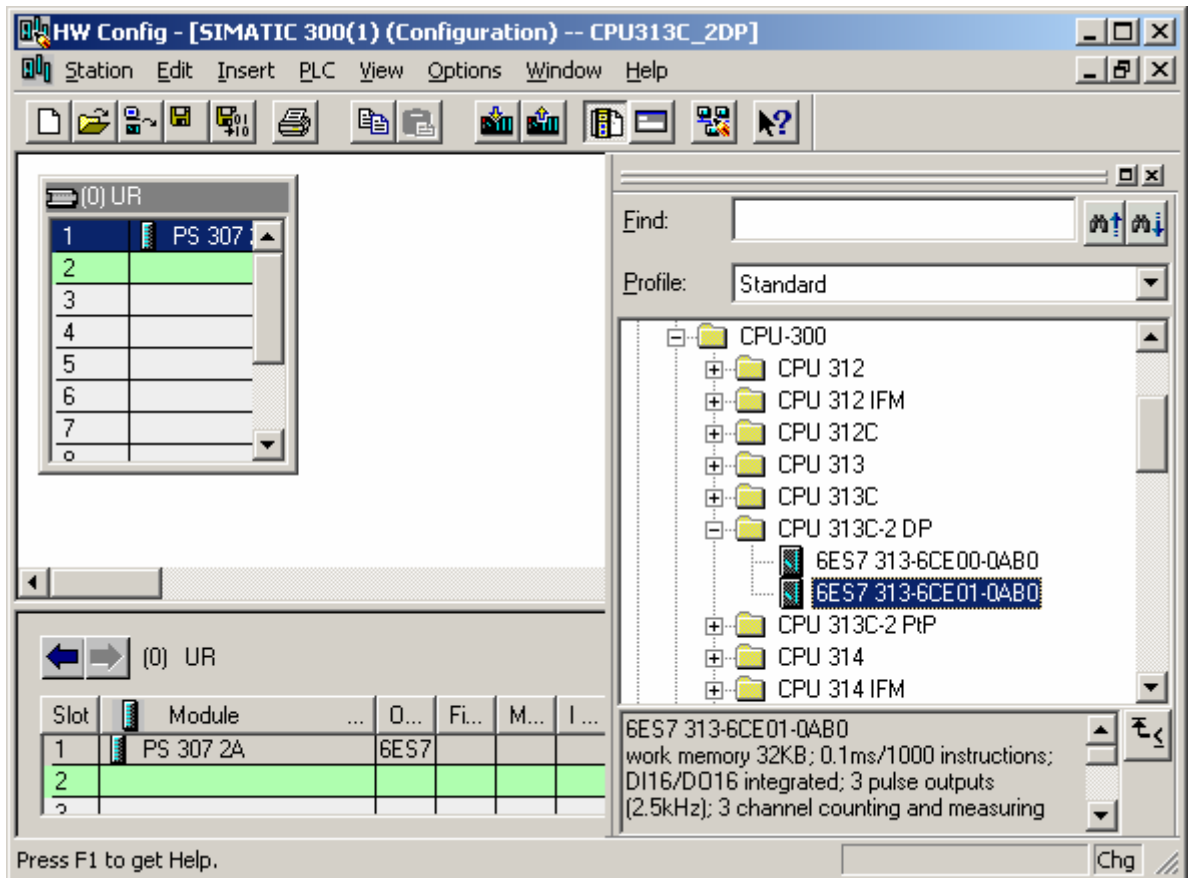 HW Config - [SIMATIC 300(1) (Configuration) -- CPU313C_2DP]
Station Edit Insert PLC View Options Window Help
(0) UR
1 PS 307
2
3
4
5
6
7
Find:
Profile: Standard
CPU-300
CPU 312
CPU 312 IFM
CPU 312C
CPU 313
CPU 313C
CPU 313C-2 DP
6ES7 313-6CE00-0AB0
6ES7 313-6CE01-0AB0
CPU 313C-2 PtP
CPU 314
CPU 314 IFM
(0) UR
Slot Module ... O... Fi... M... I ...
1 PS 307 2A 6ES7
2
6ES7 313-6CE01-0AB0
work memory 32KB; 0.1ms/1000 instructions;
DI16/DO16 integrated; 3 pulse outputs
(2.5kHz); 3 channel counting and measuring
Press F1 to get Help.
Chg